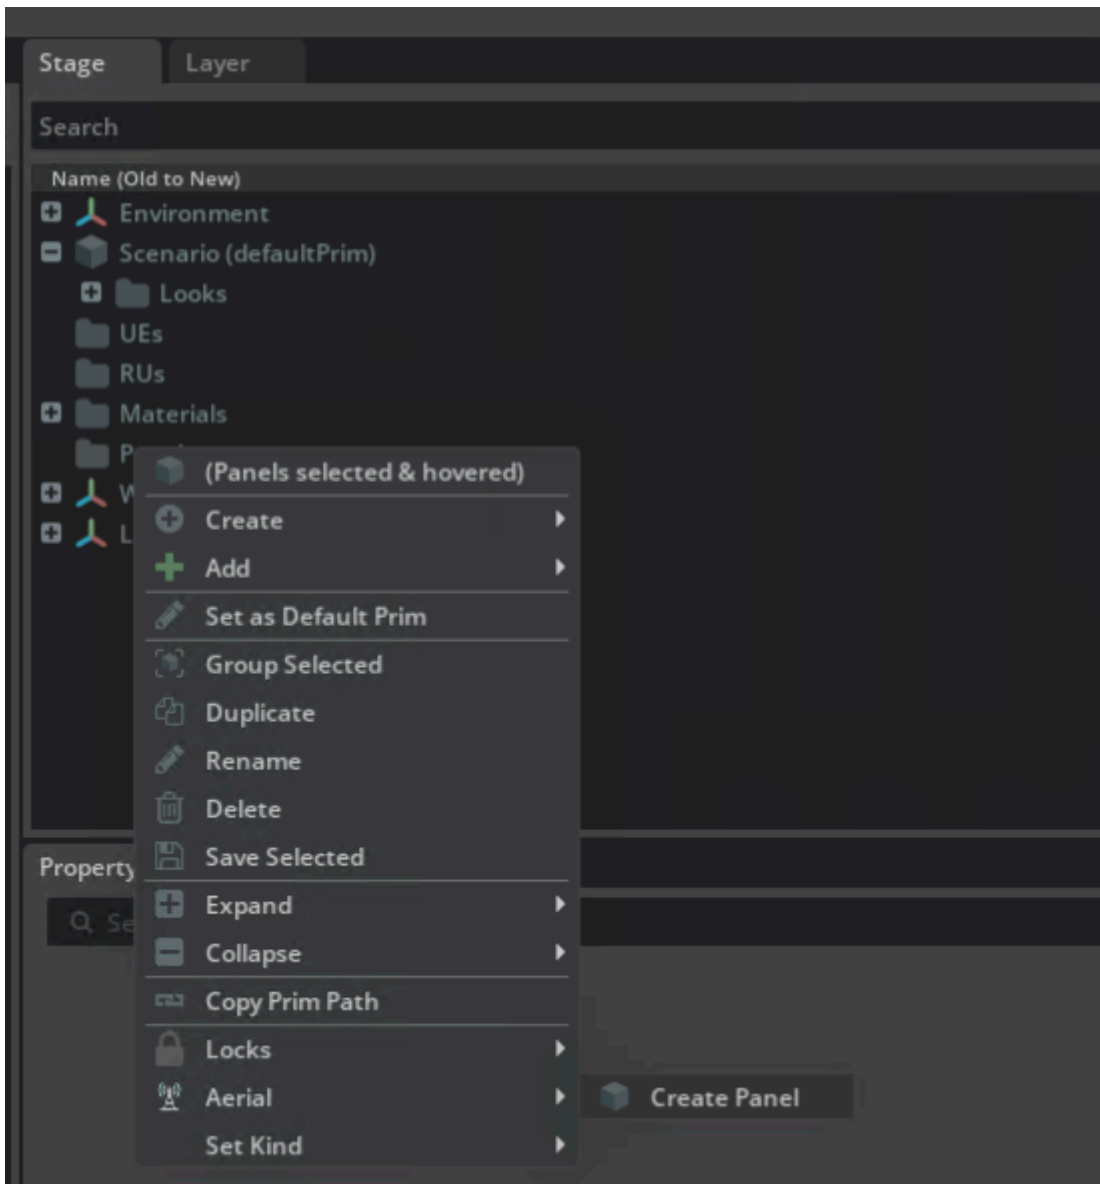 Stage Layer
Search
Name (Old to New)
Environment
Scenario (defaultPrim)
Looks
UEs
RUs
Materials
(Panels selected & hovered)
Create
Add
Set as Default Prim
Group Selected
Duplicate
Rename
Delete
Save Selected
Property
Expand
Collapse
Copy Prim Path
Locks
Aerial Create Panel
Set Kind